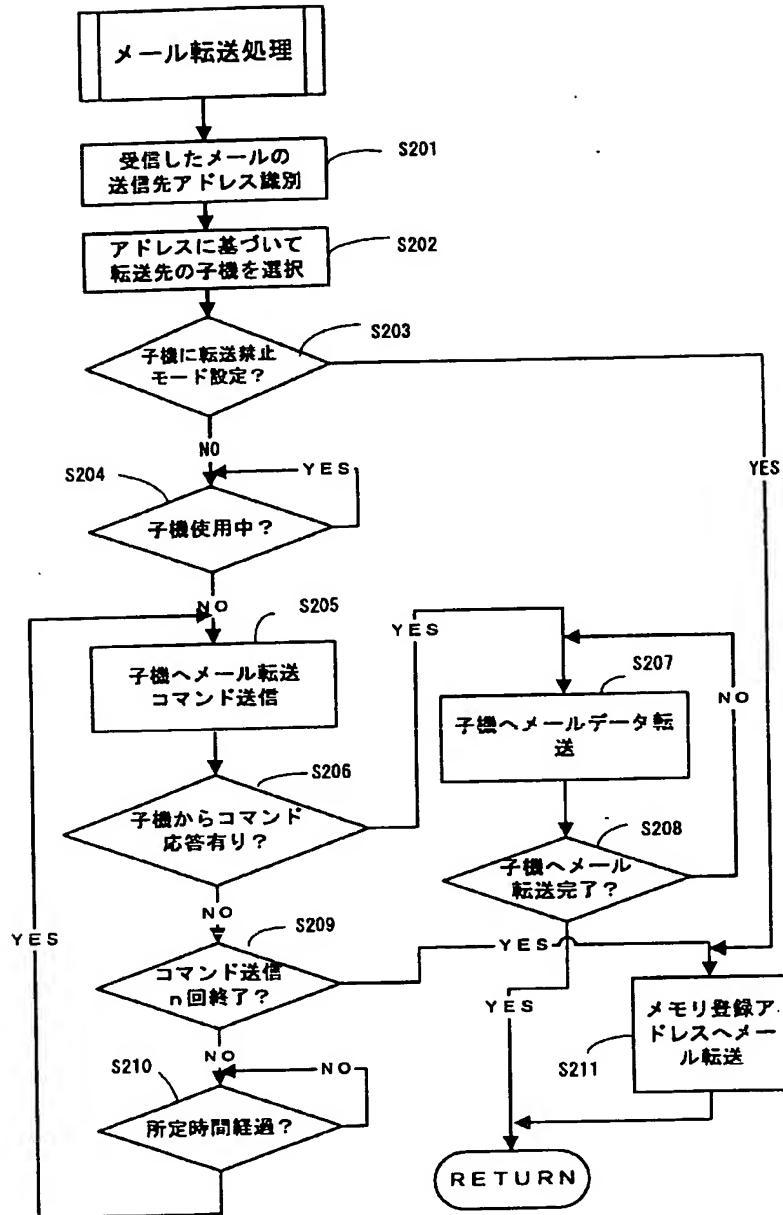 メール転送処理
受信したメールの
送信先アドレス識別
S201
アドレスに基づいて
転送先の子機を選択
S202
子機に転送禁止
モード設定?
S203
NO
YES
S204
YES
子機使用中?
NO
S205
子機へメール転送
コマンド送信
YES
S207
NO
子機へメールデータ転
送
S206
子機からコマンド
応答有り?
S208
子機へメール
転送完了?
NO
YES
S209
コマンド送信
n回終了?
YES
YES
メモリ登録ア
ドレスへメー
ル転送
S211
NO
S210
NO
所定時間経過?
RETURN